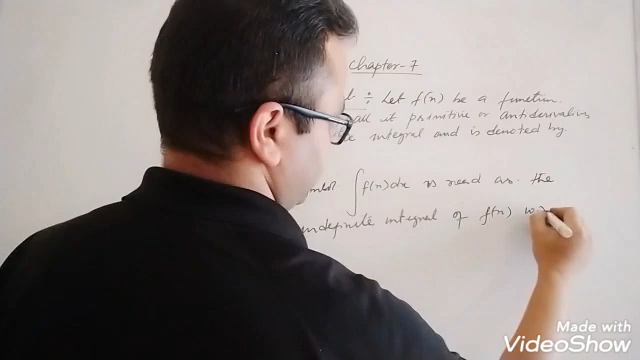 Chapter-7
Let f(x) be a function.
all it primitive or antiderivative
integral and is denoted by
∫f(x)dx is read as the
indefinite integral of f(x)
Made with
VideoShow